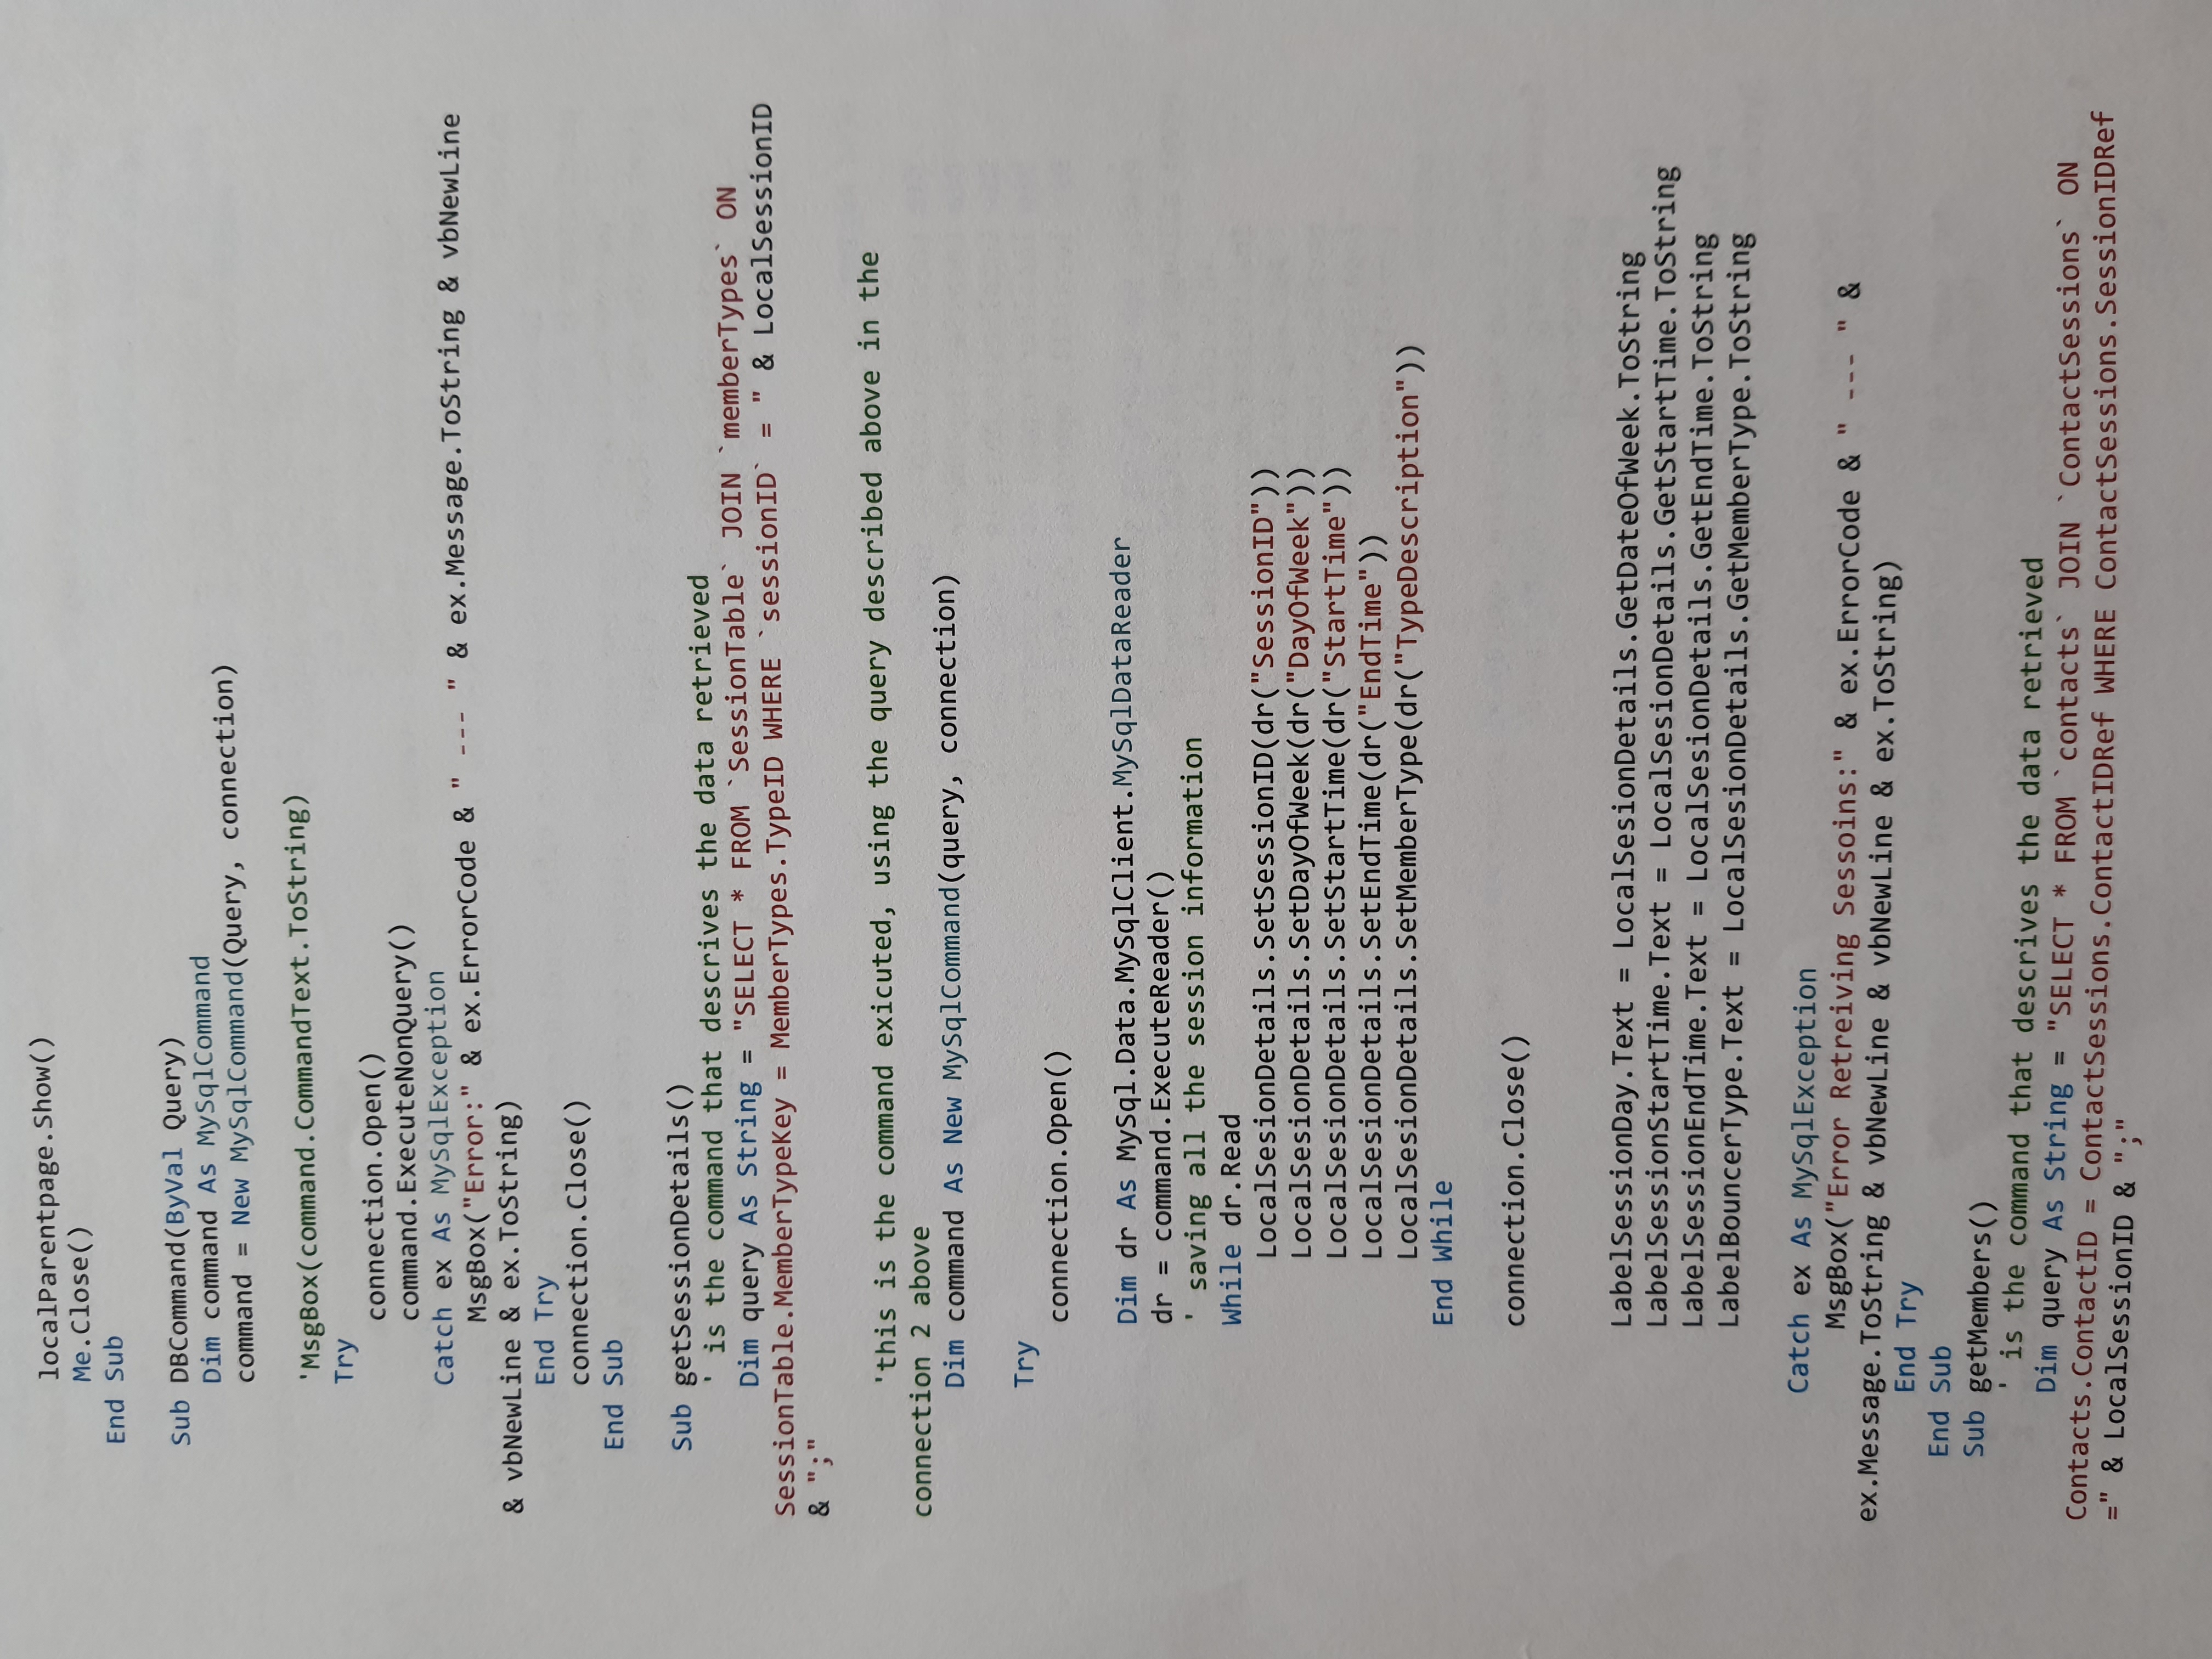 localParentpage.Show()
Me.Close()
End Sub
Sub DBCommand(ByVal Query)
Dim command As MySqlCommand
command = New MySqlCommand(Query, connection)
'MsgBox(command.CommandText.ToString)
Try
connection.Open()
command.ExecuteNonQuery()
Catch ex As MySqlException
MsgBox("Error:" & ex.ErrorCode & " --- " & ex.Message.ToString & vbNewLine
& vbNewLine & ex.ToString)
End Try
connection.Close()
End Sub
Sub getSessionDetails()
' is the command that descrives the data retrieved
Dim query As String = "SELECT * FROM `SessionTable` JOIN `memberTypes` ON
SessionTable.MemberTypeKey = MemberTypes.TypeID WHERE `sessionID` = " & LocalSessionID
& ";"
'this is the command exicuted, using the query described above in the
connection 2 above
Dim command As New MySqlCommand(query, connection)
Try
connection.Open()
Dim dr As MySql.Data.MySqlClient.MySqlDataReader
dr = command.ExecuteReader()
' saving all the session information
While dr.Read
LocalSesionDetails.SetSessionID(dr("SessionID"))
LocalSesionDetails.SetDayOfWeek(dr("DayOfWeek"))
LocalSesionDetails.SetStartTime(dr("StartTime"))
LocalSesionDetails.SetEndTime(dr("EndTime"))
LocalSesionDetails.SetMemberType(dr("TypeDescription"))
End While
connection.Close()
LabelSessionDay.Text = LocalSesionDetails.GetDateOfWeek.ToString
LabelSessionStartTime.Text = LocalSesionDetails.GetStartTime.ToString
LabelSessionEndTime.Text = LocalSesionDetails.GetEndTime.ToString
LabelBouncerType.Text = LocalSesionDetails.GetMemberType.ToString
Catch ex As MySqlException
MsgBox("Error Retreiving Sessoins:" & ex.ErrorCode & " --- " &
ex.Message.ToString & vbNewLine & vbNewLine & ex.ToString)
End Try
End Sub
Sub getMembers()
' is the command that descrives the data retrieved
Dim query As String = "SELECT * FROM `contacts` JOIN `ContactSessions` ON
Contacts.ContactID = ContactSessions.ContactIDRef WHERE ContactSessions.SessionIDRef
=" & LocalSessionID & ";"